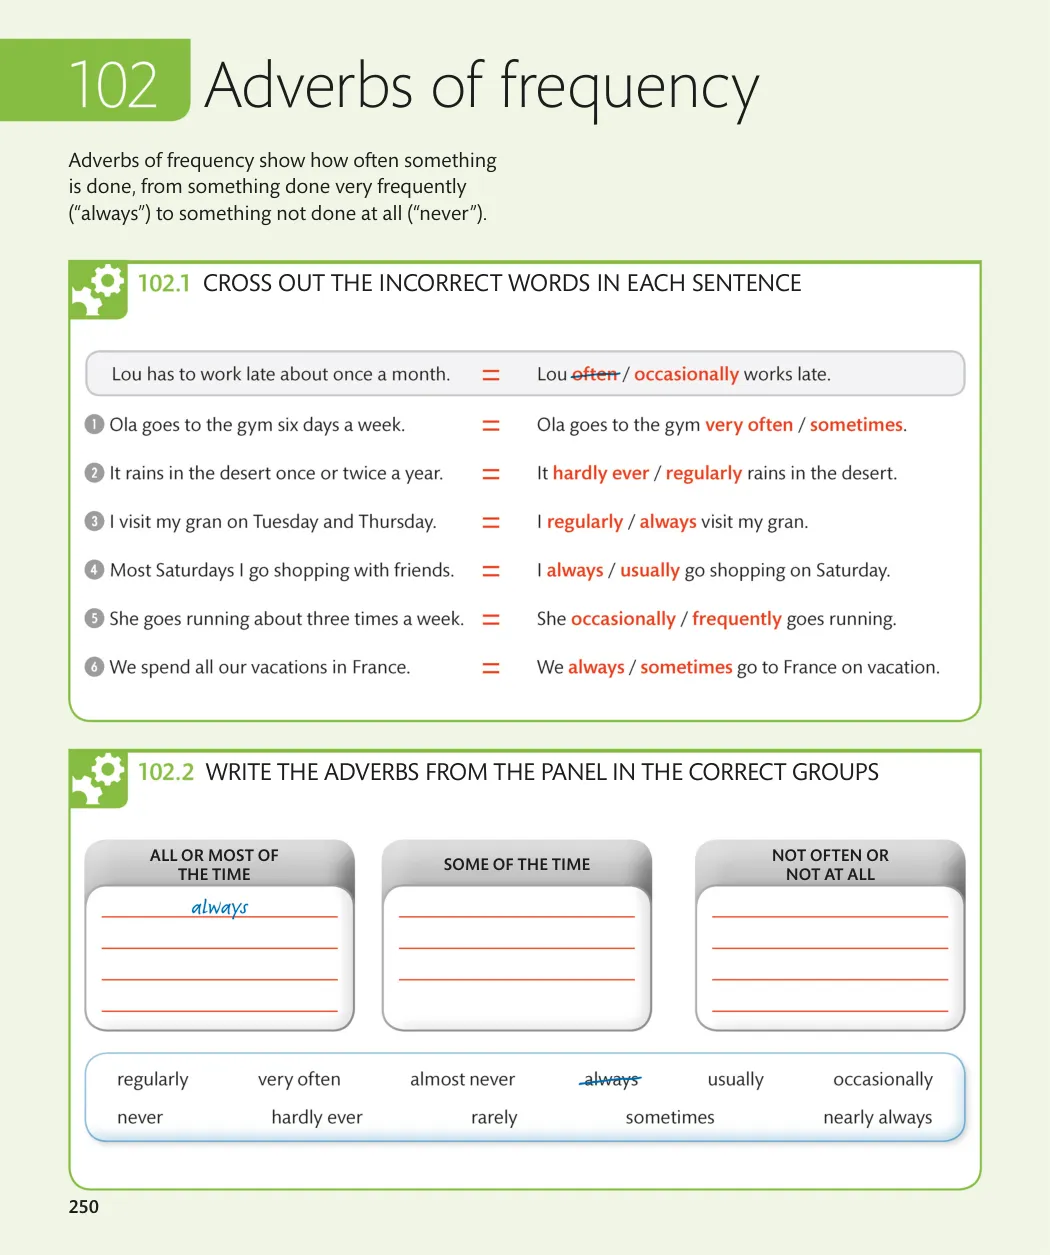 102 Adverbs of frequency
Adverbs of frequency show how often something
is done, from something done very frequently
(“always”) to something not done at all (“never”).
102.1 CROSS OUT THE INCORRECT WORDS IN EACH SENTENCE
Lou has to work late about once a month. = Lou often / occasionally works late.
1 Ola goes to the gym six days a week. = Ola goes to the gym very often / sometimes.
2 It rains in the desert once or twice a year. = It hardly ever / regularly rains in the desert.
3 I visit my gran on Tuesday and Thursday. = I regularly / always visit my gran.
4 Most Saturdays I go shopping with friends. = I always / usually go shopping on Saturday.
5 She goes running about three times a week. = She occasionally / frequently goes running.
6 We spend all our vacations in France. = We always / sometimes go to France on vacation.
102.2 WRITE THE ADVERBS FROM THE PANEL IN THE CORRECT GROUPS
ALL OR MOST OF
THE TIME
always
SOME OF THE TIME
NOT OFTEN OR
NOT AT ALL
regularly very often almost never always usually occasionally
never hardly ever rarely sometimes nearly always
250